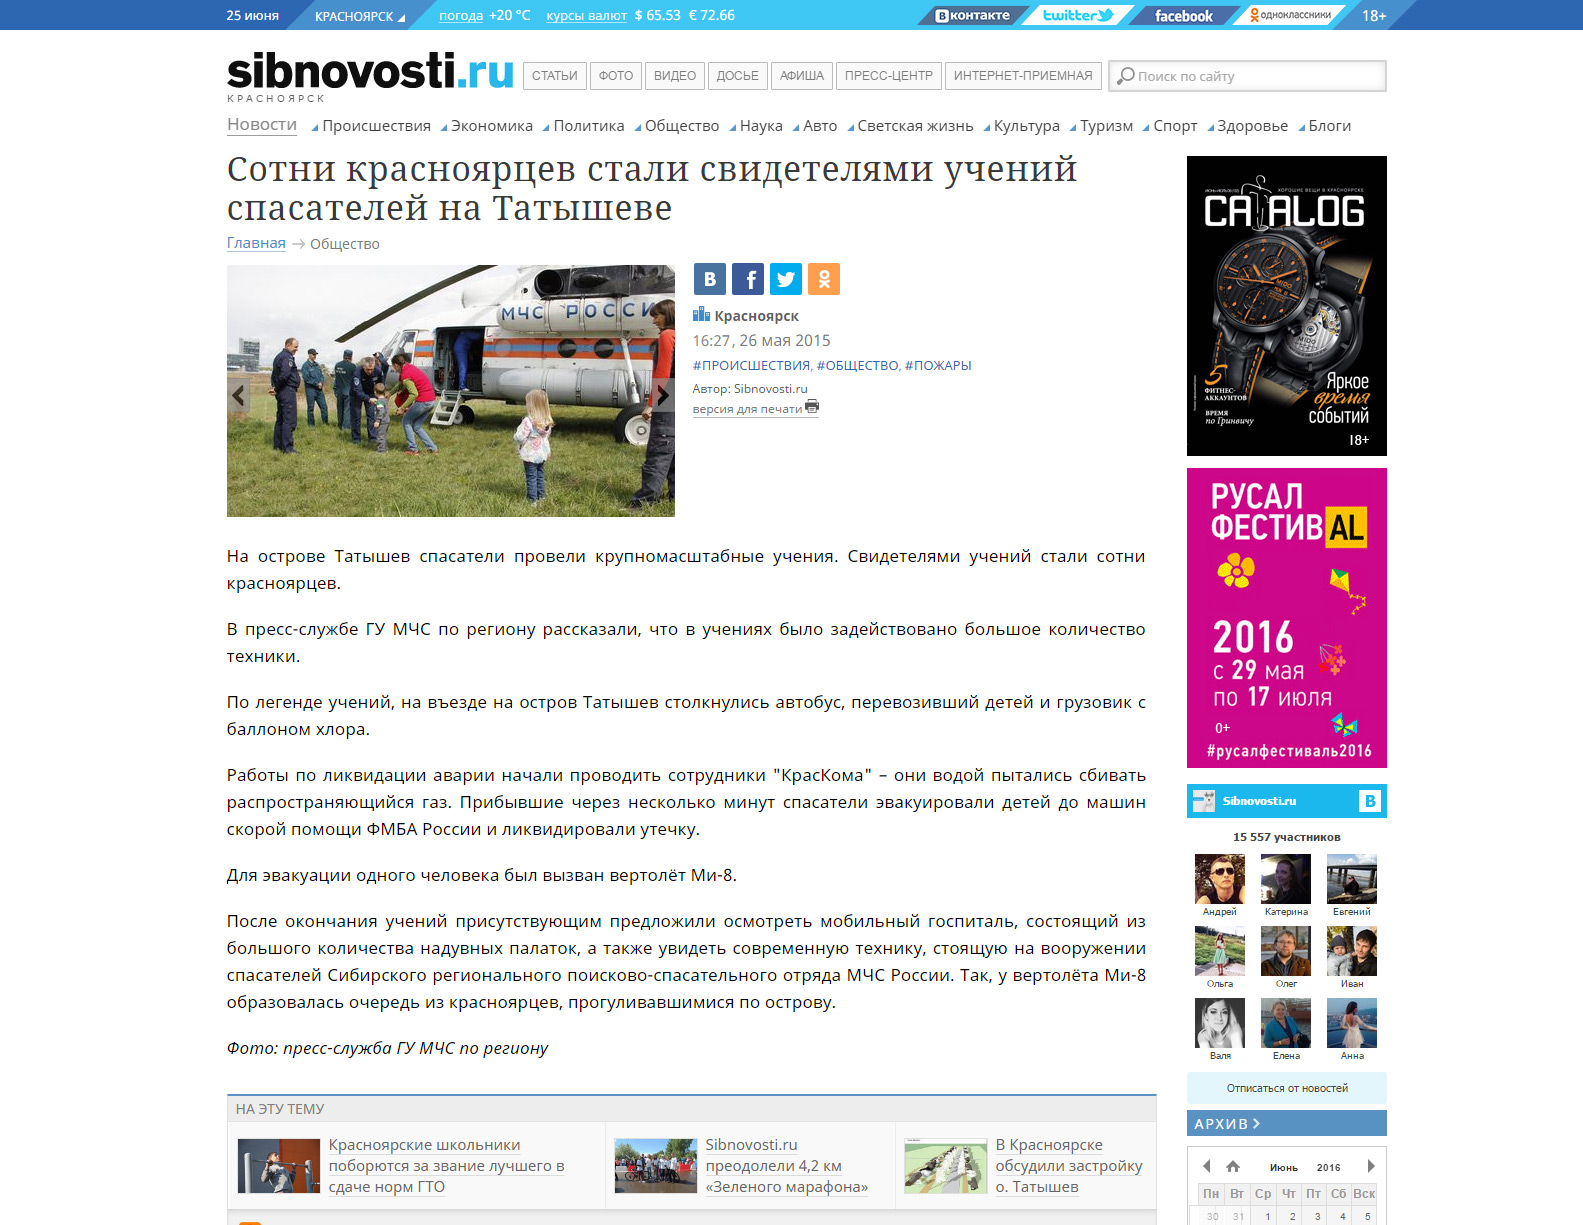 25 июня
КРАСНОЯРСК
погода +20 °C
курсы валют $ 65.53 € 72.66
В контакте
twitter
facebook
одноклассники
18+
sibnovosti.ru
КРАСНОЯРСК
СТАТЬИ
ФОТО
ВИДЕО
ДОСЬЕ
АФИША
ПРЕСС-ЦЕНТР
ИНТЕРНЕТ-ПРИЕМНАЯ
Поиск по сайту
Новости
Происшествия
Экономика
Политика
Общество
Наука
Авто
Светская жизнь
Культура
Туризм
Спорт
Здоровье
Блоги
Сотни красноярцев стали свидетелями учений
спасателей на Татышеве
Главная → Общество
МЧС РОССИ
Красноярск
16:27, 26 мая 2015
#ПРОИСШЕСТВИЯ, #ОБЩЕСТВО, #ПОЖАРЫ
Автор: Sibnovosti.ru
версия для печати
На острове Татышев спасатели провели крупномасштабные учения. Свидетелями учений стали сотни
красноярцев.
В пресс-службе ГУ МЧС по региону рассказали, что в учениях было задействовано большое количество
техники.
По легенде учений, на въезде на остров Татышев столкнулись автобус, перевозивший детей и грузовик с
баллоном хлора.
Работы по ликвидации аварии начали проводить сотрудники "КрасКома" – они водой пытались сбивать
распространяющийся газ. Прибывшие через несколько минут спасатели эвакуировали детей до машин
скорой помощи ФМБА России и ликвидировали утечку.
Для эвакуации одного человека был вызван вертолёт Ми-8.
После окончания учений присутствующим предложили осмотреть мобильный госпиталь, состоящий из
большого количества надувных палаток, а также увидеть современную технику, стоящую на вооружении
спасателей Сибирского регионального поисково-спасательного отряда МЧС России. Так, у вертолёта Ми-8
образовалась очередь из красноярцев, прогуливавшимися по острову.
Фото: пресс-служба ГУ МЧС по региону
НА ЭТУ ТЕМУ
Красноярские школьники
поборются за звание лучшего в
сдаче норм ГТО
Sibnovosti.ru
преодолели 4,2 км
«Зеленого марафона»
В Красноярске
обсудили застройку
о. Татышев
ХОРОШИЕ ВЕЩИ В КРАСНОЯРСКЕ
CATALOG
MIDO
5
ФИТНЕС-
АККАУНТОВ
ВРЕМЯ
по Гринвичу
Яркое
время
событий
18+
РУСАЛ
ФЕСТИВAL
2016
с 29 мая
по 17 июля
0+
#русалфестиваль2016
Sibnovosti.ru
15 557 участников
Андрей
Катерина
Евгений
Ольга
Олег
Иван
Валя
Елена
Анна
Отписаться от новостей
АРХИВ
Июнь 2016
Пн Вт Ср Чт Пт Сб Вск
30 31 1 2 3 4 5